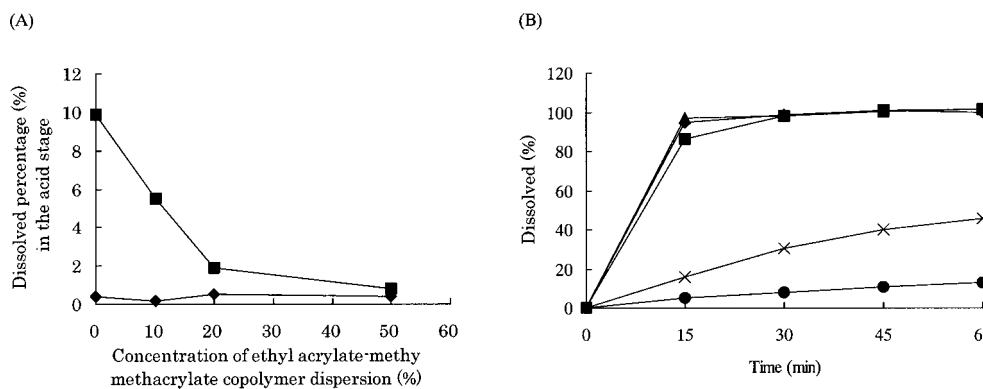 (A)
12
10
8
6
4
2
0
0 10 20 30 40 50 60
Dissolved percentage (%)
in the acid stage
Concentration of ethyl acrylate-methy
methacrylate copolymer dispersion (%)
(B)
120
100
80
60
40
20
0
0 15 30 45 6
Dissolved (%)
Time (min)